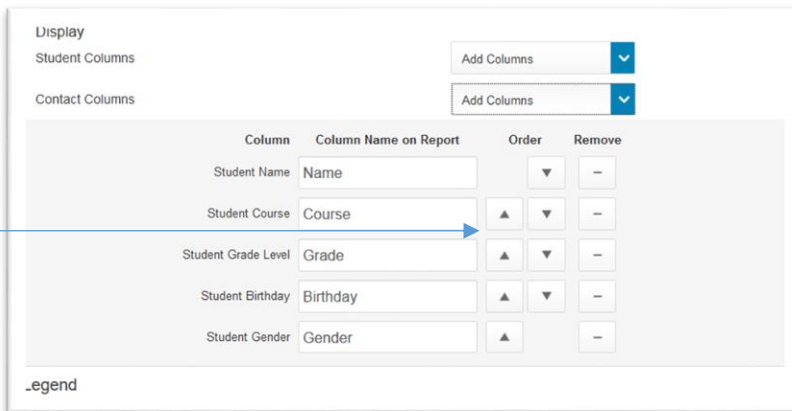 Display
Student Columns Add Columns
Contact Columns Add Columns
Column Column Name on Report Order Remove
Student Name Name
Student Course Course
Student Grade Level Grade
Student Birthday Birthday
Student Gender Gender
Legend